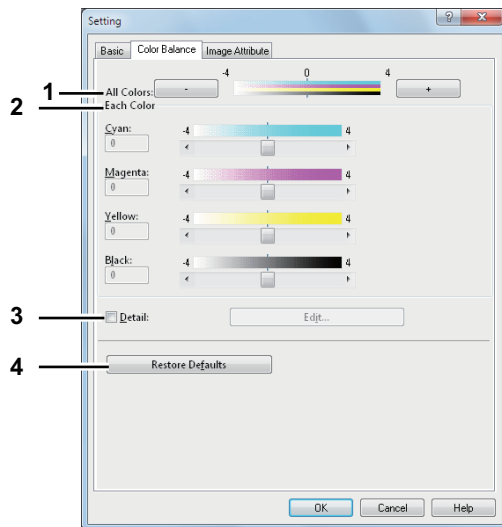 Setting
?
Basic Color Balance Image Attribute
-4 0 4
1 All Colors: - +
2 Each Color
Cyan: -4 4
0
Magenta: -4 4
0
Yellow: -4 4
0
Black: -4 4
0
3 Detail: Edit...
4 Restore Defaults
OK Cancel Help